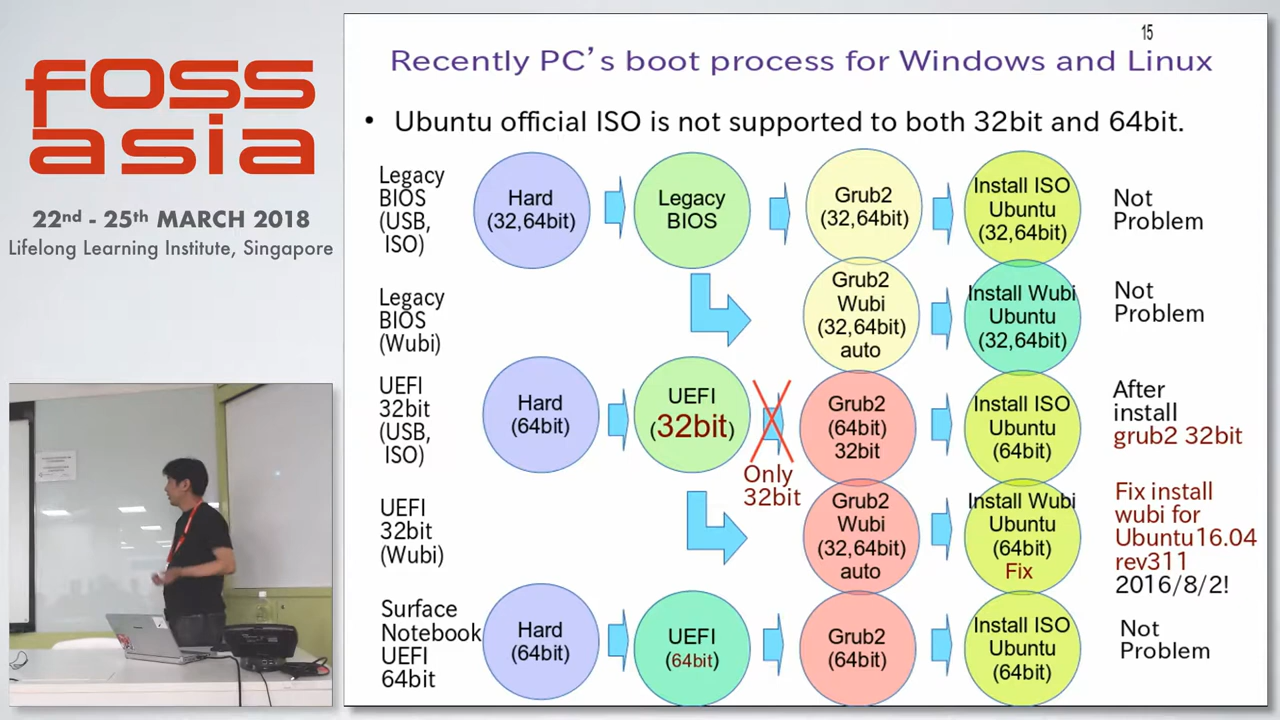 foss
asia
22nd - 25th MARCH 2018
Lifelong Learning Institute, Singapore
15
Recently PC's boot process for Windows and Linux
• Ubuntu official ISO is not supported to both 32bit and 64bit.
Legacy
BIOS
(USB,
ISO)
Hard
(32,64bit)
Legacy
BIOS
Grub2
(32,64bit)
Install ISO
Ubuntu
(32,64bit)
Not
Problem
Legacy
BIOS
(Wubi)
Grub2
Wubi
(32,64bit)
auto
Install Wubi
Ubuntu
(32,64bit)
Not
Problem
UEFI
32bit
(USB,
ISO)
Hard
(64bit)
UEFI
(32bit)
Only
32bit
Grub2
(64bit)
32bit
Install ISO
Ubuntu
(64bit)
After
install
grub2 32bit
UEFI
32bit
(Wubi)
Grub2
Wubi
(32,64bit)
auto
Install Wubi
Ubuntu
(64bit)
Fix
Fix install
wubi for
Ubuntu16.04
rev311
2016/8/2!
Surface
Notebook
UEFI
64bit
Hard
(64bit)
UEFI
(64bit)
Grub2
(64bit)
Install ISO
Ubuntu
(64bit)
Not
Problem